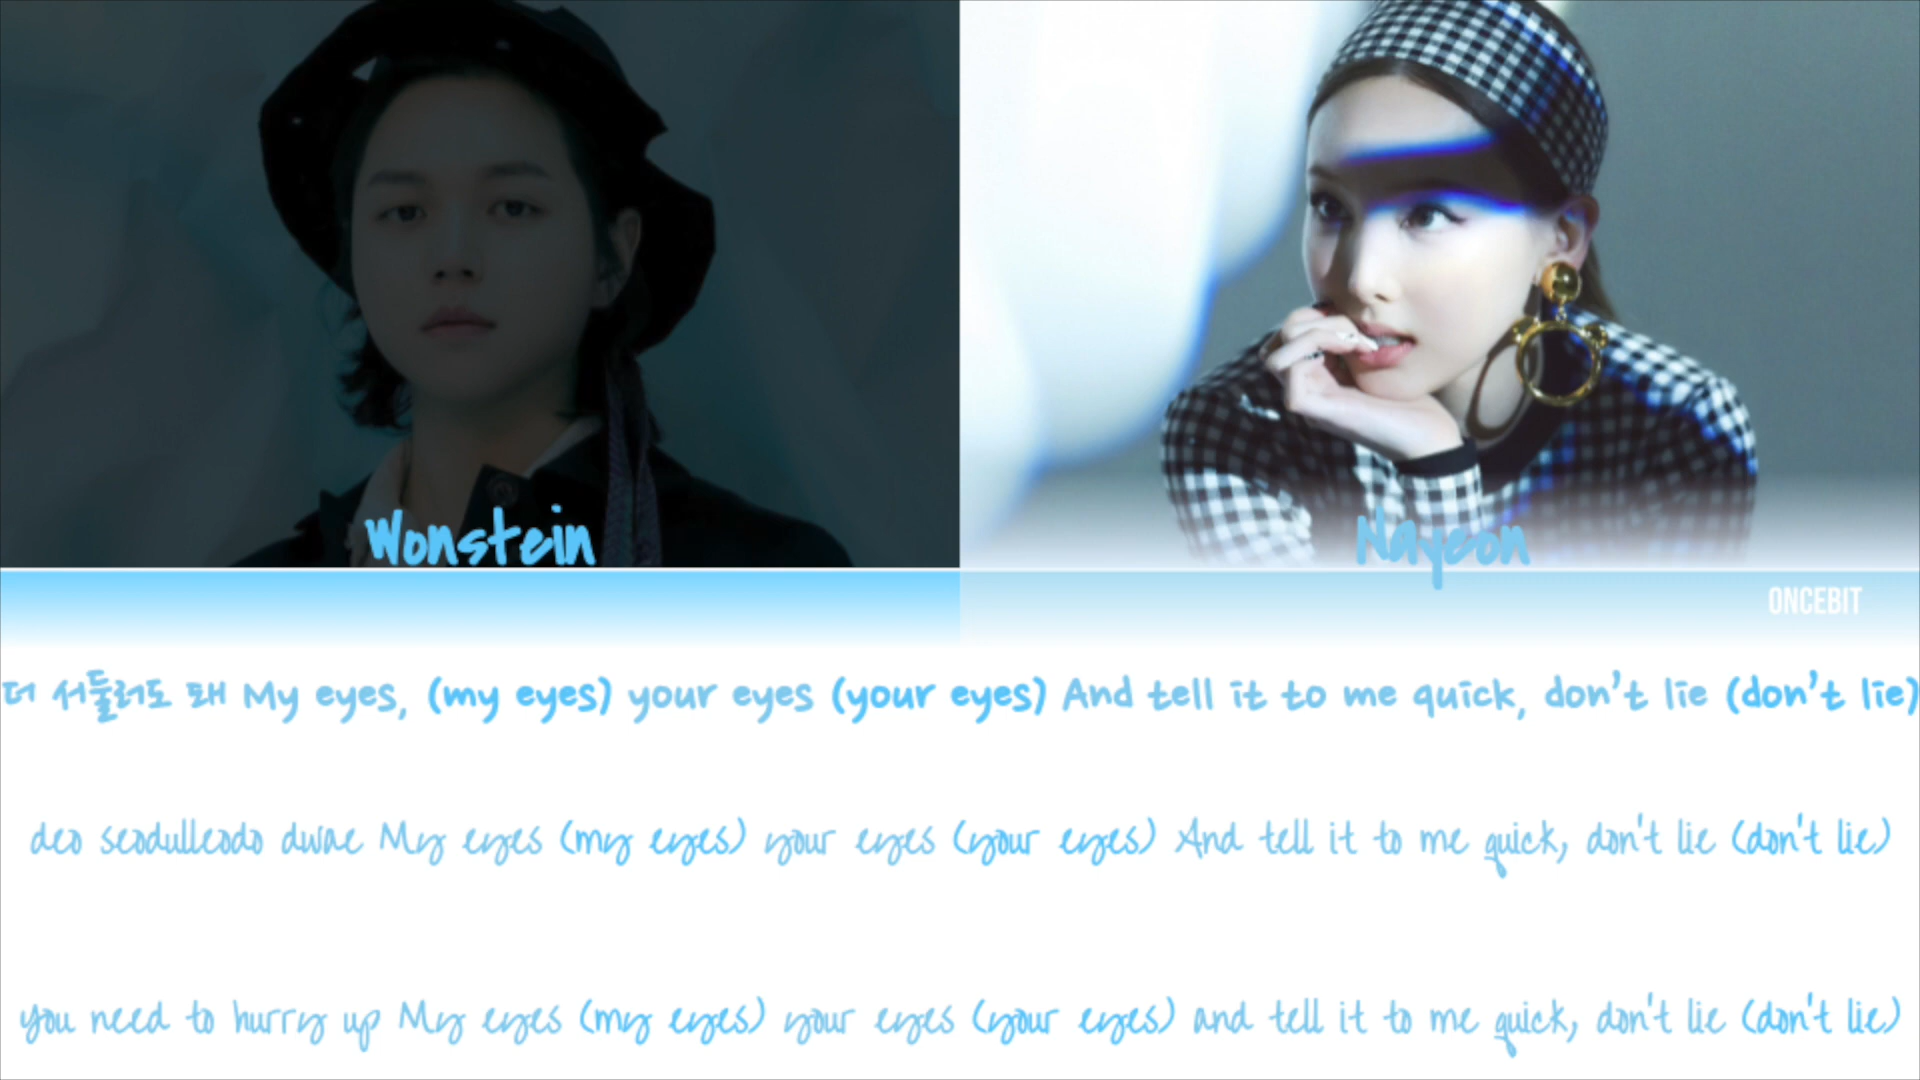 Wonstein
Nayeon
ONCEBIT
더 서둘러도 돼 My eyes, (my eyes) your eyes (your eyes) And tell it to me quick, don't lie (don't lie)
deo seodulleodo dwae My eyes (my eyes) your eyes (your eyes) And tell it to me quick, don't lie (don't lie)
you need to hurry up My eyes (my eyes) your eyes (your eyes) and tell it to me quick, don't lie (don't lie)